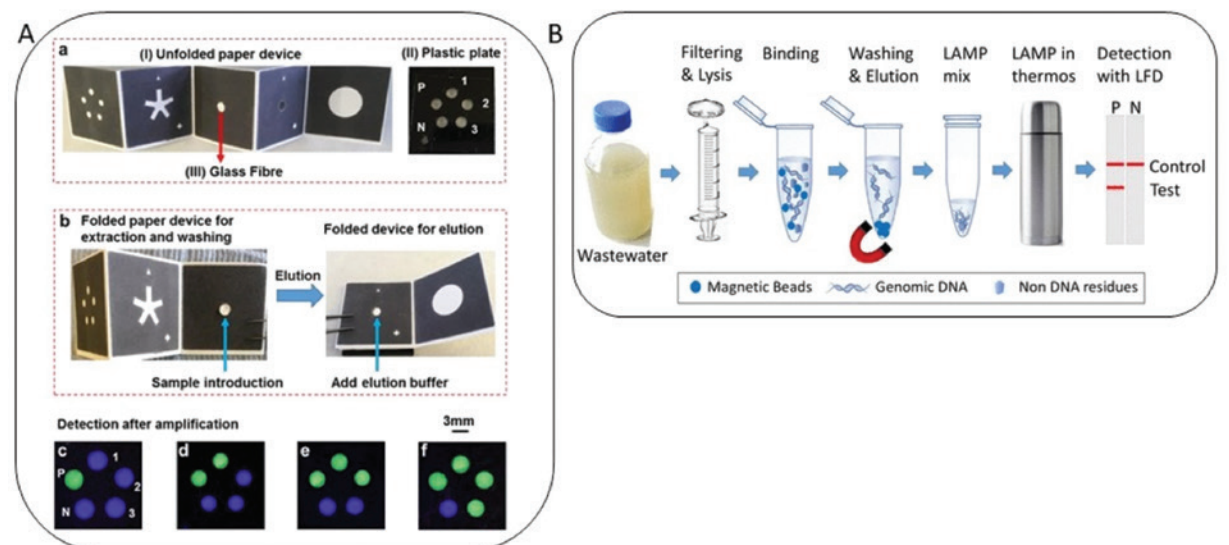 A
a
(I) Unfolded paper device
(II) Plastic plate
P
1
2
N
3
(III) Glass Fibre
b
Folded paper device for
extraction and washing
Folded device for elution
Elution
Sample introduction
Add elution buffer
Detection after amplification
3mm
c
1
P
2
N
3
d
e
f
B
Filtering
& Lysis
Binding
Washing
& Elution
LAMP
mix
LAMP in
thermos
Detection
with LFD
P N
Control
Test
Wastewater
Magnetic Beads
Genomic DNA
Non DNA residues